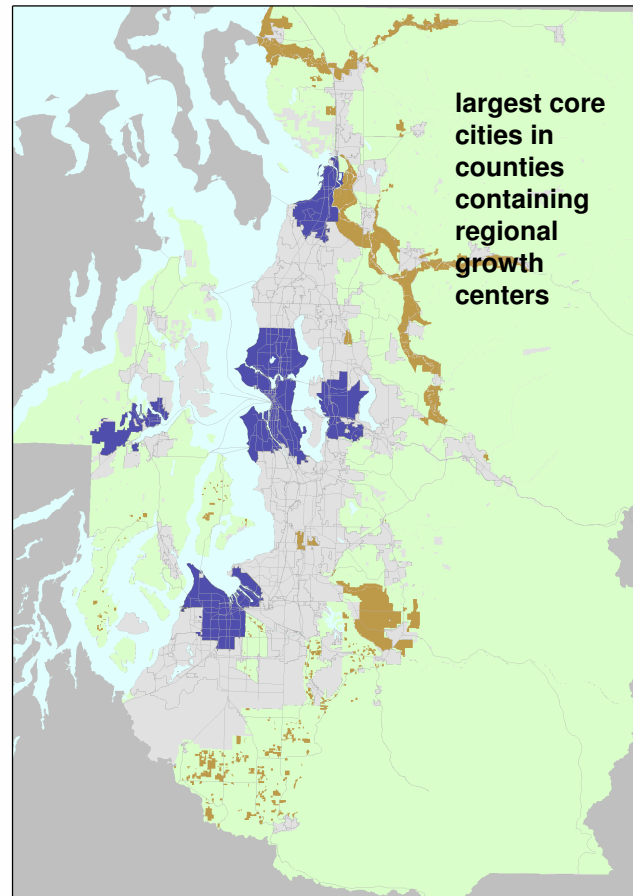 largest core
cities in
counties
containing
regional
growth
centers